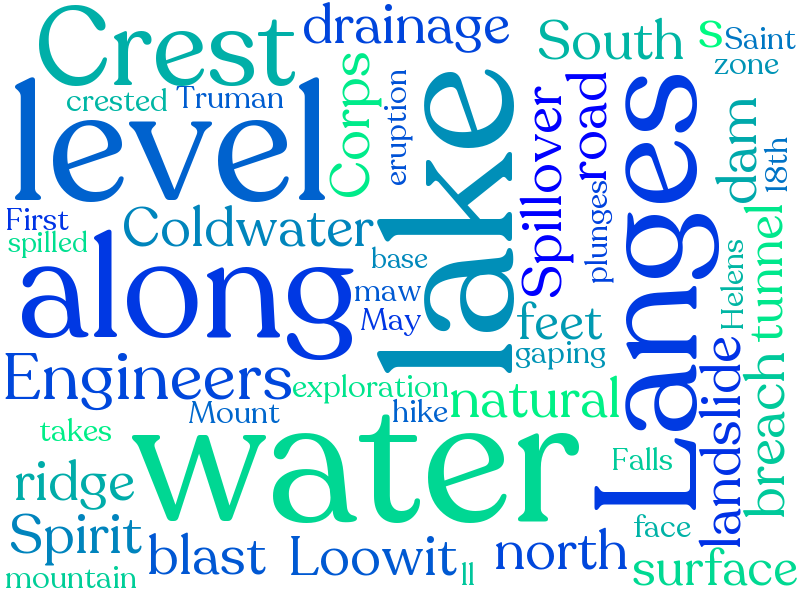 Crest
drainage
South
s
Saint
zone
crested
Truman
Corps
eruption
lake
level
Spillover
road
Langes
dam
18th
First
spilled
Coldwater
plunges
along
base
maw
May
feet
gaping
Helens
tunnel
Engineers
exploration
Mount
hike
natural
landslide
breach
takes
water
Falls
ridge
Spirit
blast
Loowit
ll
north
face
surface
mountain